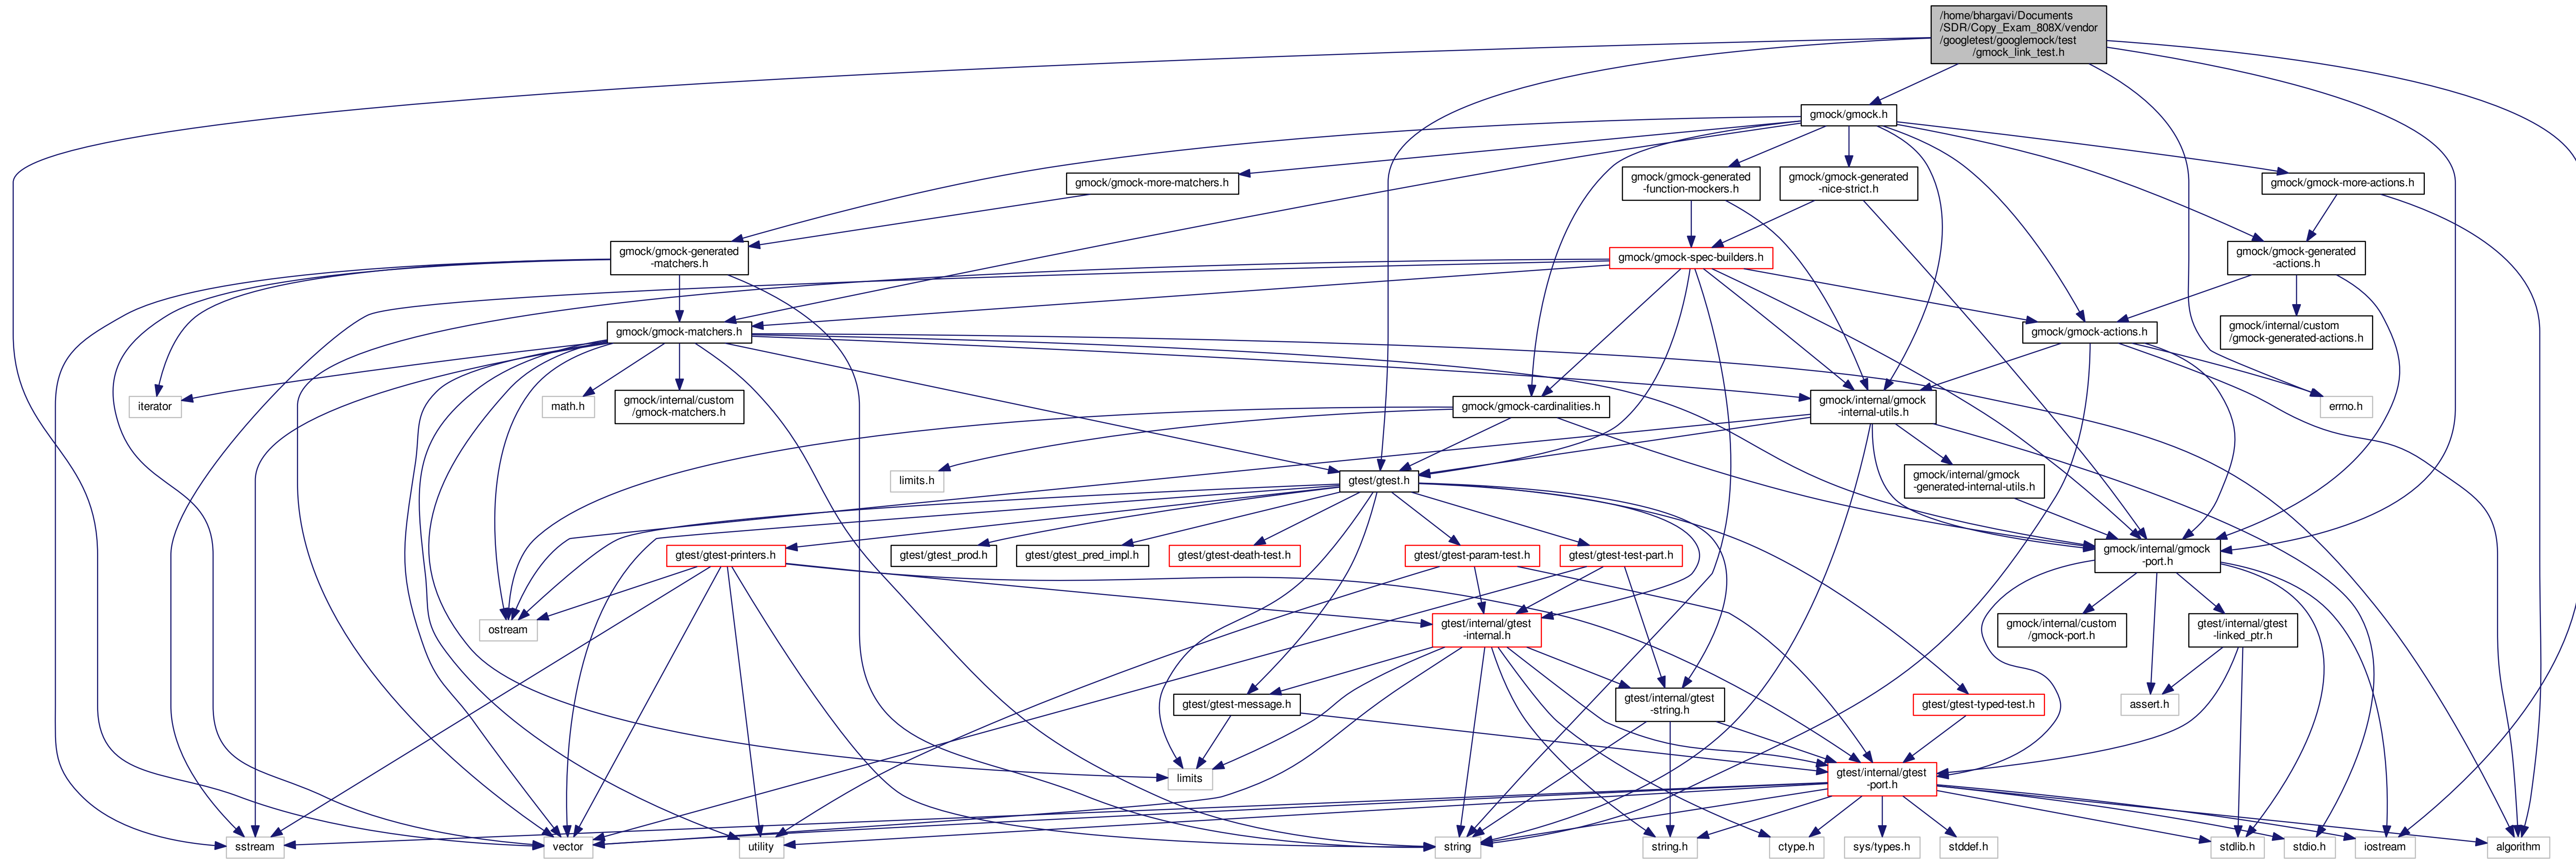 /home/bhargavi/Documents
/SDR/Copy_Exam_808X/vendor
/googletest/googlemock/test
/gmock_link_test.h
gmock/gmock.h
gmock/gmock-more-matchers.h
gmock/gmock-generated
-function-mockers.h
gmock/gmock-generated
-nice-strict.h
gmock/gmock-more-actions.h
gmock/gmock-generated
-matchers.h
gmock/gmock-spec-builders.h
gmock/gmock-generated
-actions.h
gmock/gmock-matchers.h
gmock/gmock-actions.h
gmock/internal/custom
/gmock-generated-actions.h
iterator
math.h
gmock/internal/custom
/gmock-matchers.h
gmock/gmock-cardinalities.h
gmock/internal/gmock
-internal-utils.h
errno.h
limits.h
gtest/gtest.h
gmock/internal/gmock
-generated-internal-utils.h
gtest/gtest-printers.h
gtest/gtest_prod.h
gtest/gtest_pred_impl.h
gtest/gtest-death-test.h
gtest/gtest-param-test.h
gtest/gtest-test-part.h
gmock/internal/gmock
-port.h
ostream
gtest/internal/gtest
-internal.h
gmock/internal/custom
/gmock-port.h
gtest/internal/gtest
-linked_ptr.h
gtest/gtest-message.h
gtest/internal/gtest
-string.h
gtest/gtest-typed-test.h
assert.h
limits
gtest/internal/gtest
-port.h
sstream
vector
utility
string
string.h
ctype.h
sys/types.h
stddef.h
stdlib.h
stdio.h
iostream
algorithm